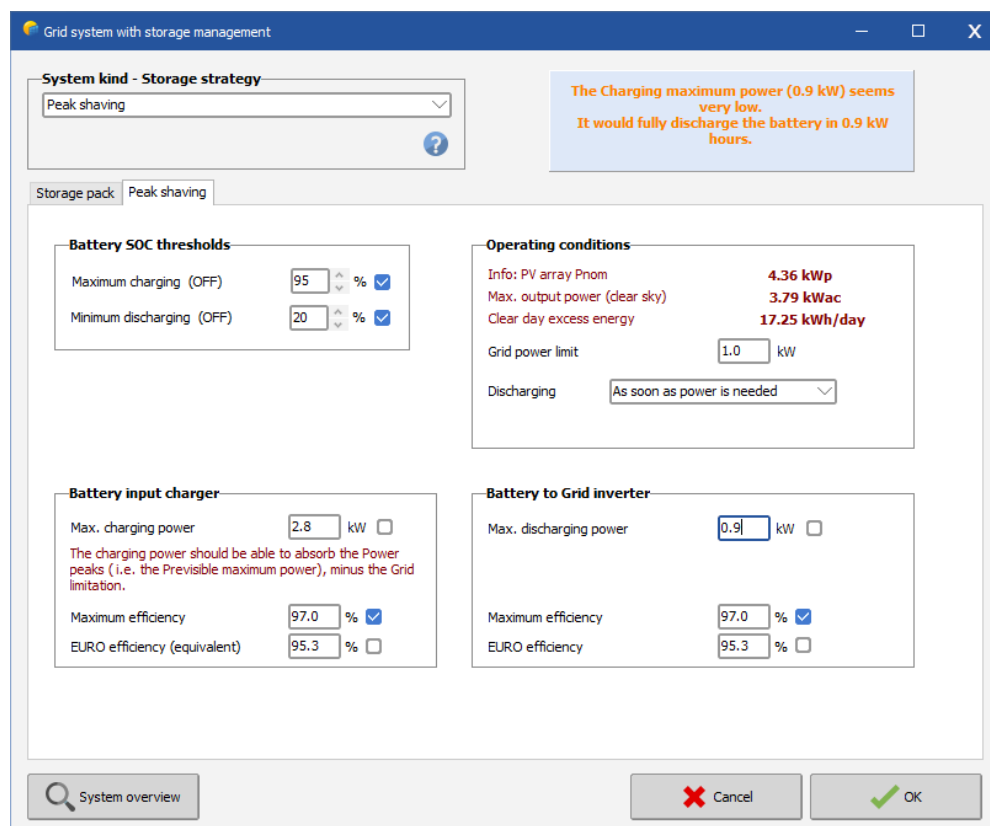 Grid system with storage management
System kind - Storage strategy
Peak shaving
The Charging maximum power (0.9 kW) seems
very low.
It would fully discharge the battery in 0.9 kW
hours.
Storage pack Peak shaving
Battery SOC thresholds
Maximum charging (OFF) 95 %
Minimum discharging (OFF) 20 %
Operating conditions
Info: PV array Pnom 4.36 kWp
Max. output power (clear sky) 3.79 kWac
Clear day excess energy 17.25 kWh/day
Grid power limit 1.0 kW
Discharging As soon as power is needed
Battery input charger
Max. charging power 2.8 kW
The charging power should be able to absorb the Power
peaks ( i.e. the Previsible maximum power), minus the Grid
limitation.
Maximum efficiency 97.0 %
EURO efficiency (equivalent) 95.3 %
Battery to Grid inverter
Max. discharging power 0.9 kW
Maximum efficiency 97.0 %
EURO efficiency 95.3 %
System overview
Cancel
OK